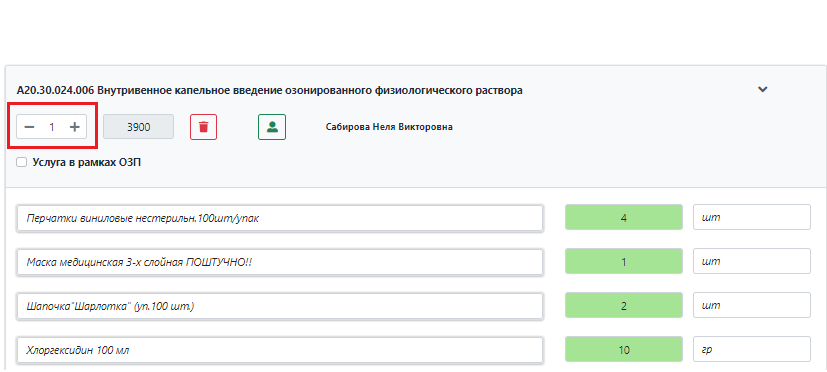 A20.30.024.006 Внутривенное капельное введение озонированного физиологического раствора
1 3900 Сабирова Неля Викторовна
Услуга в рамках ОЗП
Перчатки виниловые нестерильн.100шт/упак 4 шт
Маска медицинская 3-х слойная ПОШТУЧНО!! 1 шт
Шапочка"Шарлотка" (уп.100 шт.) 2 шт
Хлоргексидин 100 мл 10 гр